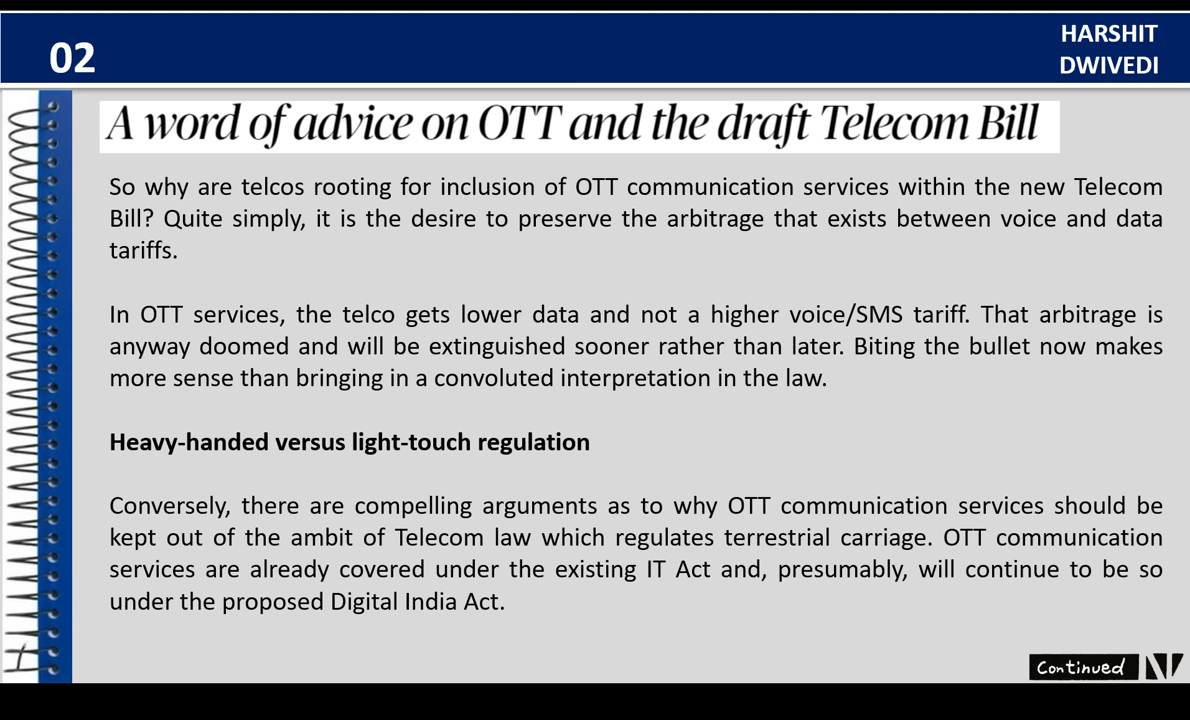 02
HARSHIT
DWIVEDI
A word of advice on OTT and the draft Telecom Bill
So why are telcos rooting for inclusion of OTT communication services within the new Telecom
Bill? Quite simply, it is the desire to preserve the arbitrage that exists between voice and data
tariffs.
In OTT services, the telco gets lower data and not a higher voice/SMS tariff. That arbitrage is
anyway doomed and will be extinguished sooner rather than later. Biting the bullet now makes
more sense than bringing in a convoluted interpretation in the law.
Heavy-handed versus light-touch regulation
Conversely, there are compelling arguments as to why OTT communication services should be
kept out of the ambit of Telecom law which regulates terrestrial carriage. OTT communication
services are already covered under the existing IT Act and, presumably, will continue to be so
under the proposed Digital India Act.
Continued